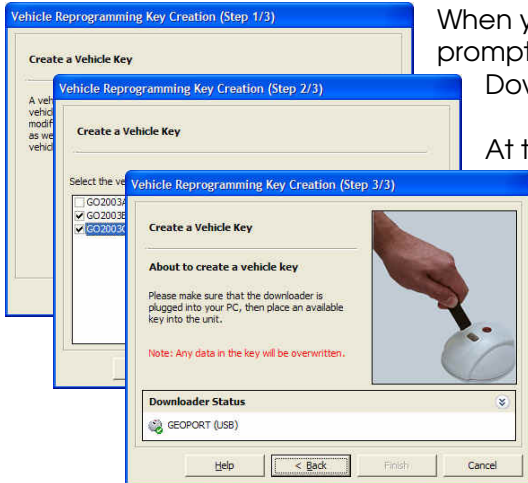 Vehicle Reprogramming Key Creation (Step 1/3)
Create a Vehicle Key
A
as
Vehicle Reprogramming Key Creation (Step 2/3)
Create a Vehicle Key
Select the
GO2003A
GO2003B
GO2003C
Vehicle Reprogramming Key Creation (Step 3/3)
Create a Vehicle Key
About to create a vehicle key
Please make sure that the downloader is
plugged into your PC, then place an available
key into the unit.
Note: Any data in the key will be overwritten.
Downloader Status
GEOPORT (USB)
Help
< Back
Finish
Cancel
When
At